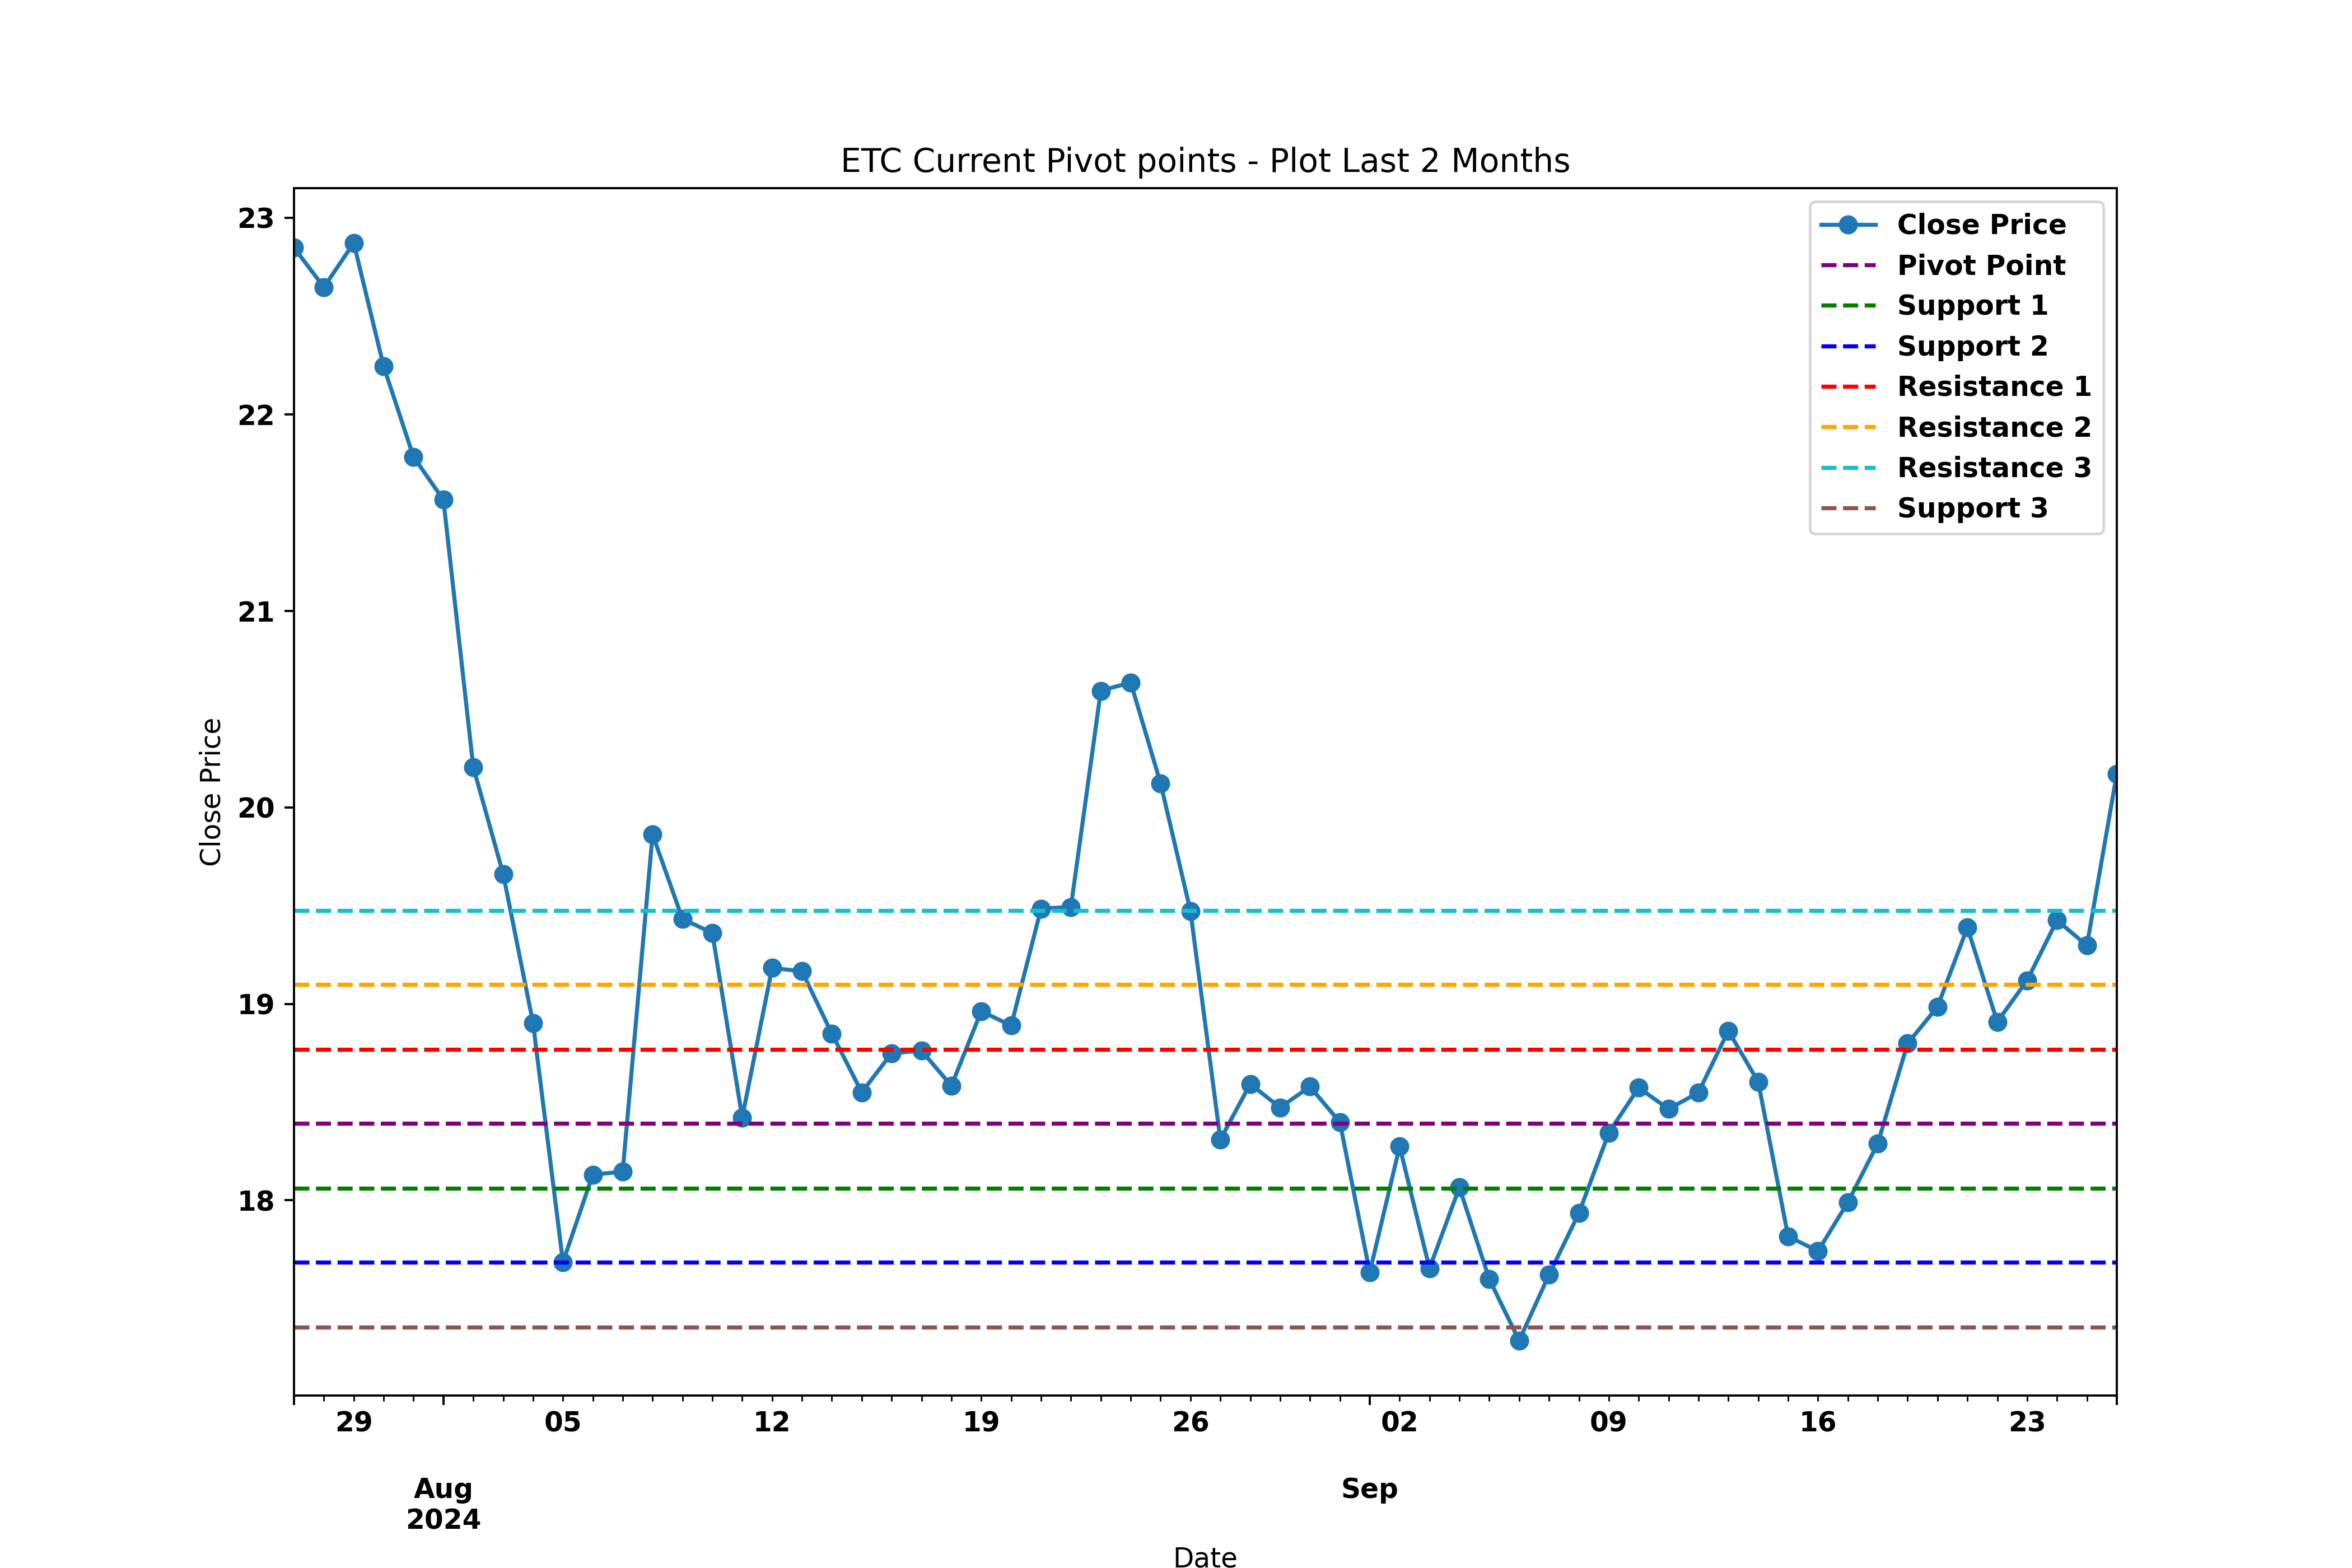 ETC Current Pivot points - Plot Last 2 Months
23
22
21
20
19
18
Close Price
Close Price
Pivot Point
Support 1
Support 2
Resistance 1
Resistance 2
Resistance 3
Support 3
29 05 12 19 26 02 09 16 23
Aug Sep
2024
Date